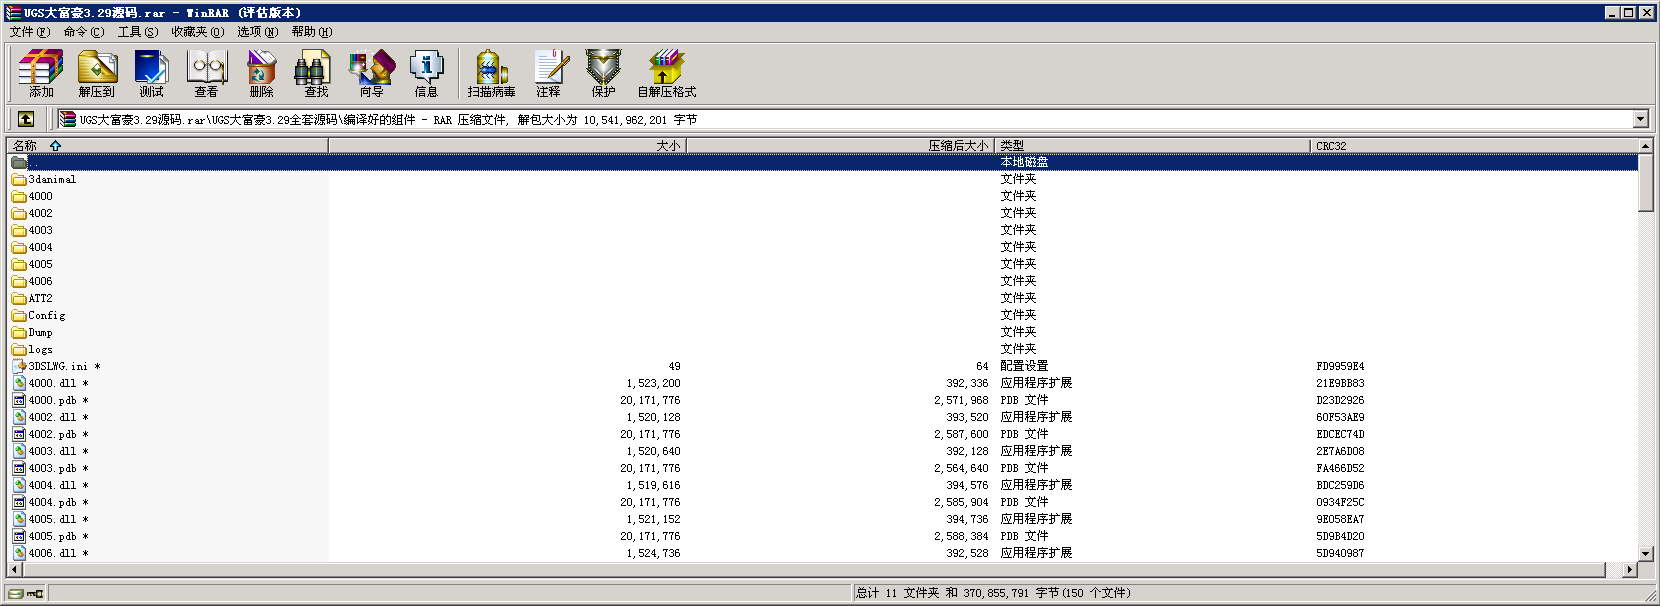 UGS大富豪3.29源码.rar - WinRAR (评估版本)
文件(F) 命令(C) 工具(S) 收藏夹(O) 选项(N) 帮助(H)
添加 解压到 测试 查看 删除 查找 向导 信息 扫描病毒 注释 保护 自解压格式
UGS大富豪3.29源码.rar\UGS大富豪3.29全套源码\编译好的组件 - RAR 压缩文件, 解包大小为 10,541,962,201 字节
名称 大小 压缩后大小 类型 CRC32
.. 本地磁盘
3danimal 文件夹
4000 文件夹
4002 文件夹
4003 文件夹
4004 文件夹
4005 文件夹
4006 文件夹
ATT2 文件夹
Config 文件夹
Dump 文件夹
logs 文件夹
3DSLWG.ini * 49 64 配置设置 FD9959E4
4000.dll * 1,523,200 392,336 应用程序扩展 21E9BB83
4000.pdb * 20,171,776 2,571,968 PDB 文件 D23D2926
4002.dll * 1,520,128 393,520 应用程序扩展 60F53AE9
4002.pdb * 20,171,776 2,587,600 PDB 文件 EDCEC74D
4003.dll * 1,520,640 392,128 应用程序扩展 2E7A6D08
4003.pdb * 20,171,776 2,564,640 PDB 文件 FA466D52
4004.dll * 1,519,616 394,576 应用程序扩展 BDC259D6
4004.pdb * 20,171,776 2,585,904 PDB 文件 0934F25C
4005.dll * 1,521,152 394,736 应用程序扩展 9E058EA7
4005.pdb * 20,171,776 2,588,384 PDB 文件 5D9B4D20
4006.dll * 1,524,736 392,528 应用程序扩展 5D940987
总计 11 文件夹 和 370,855,791 字节(150 个文件)